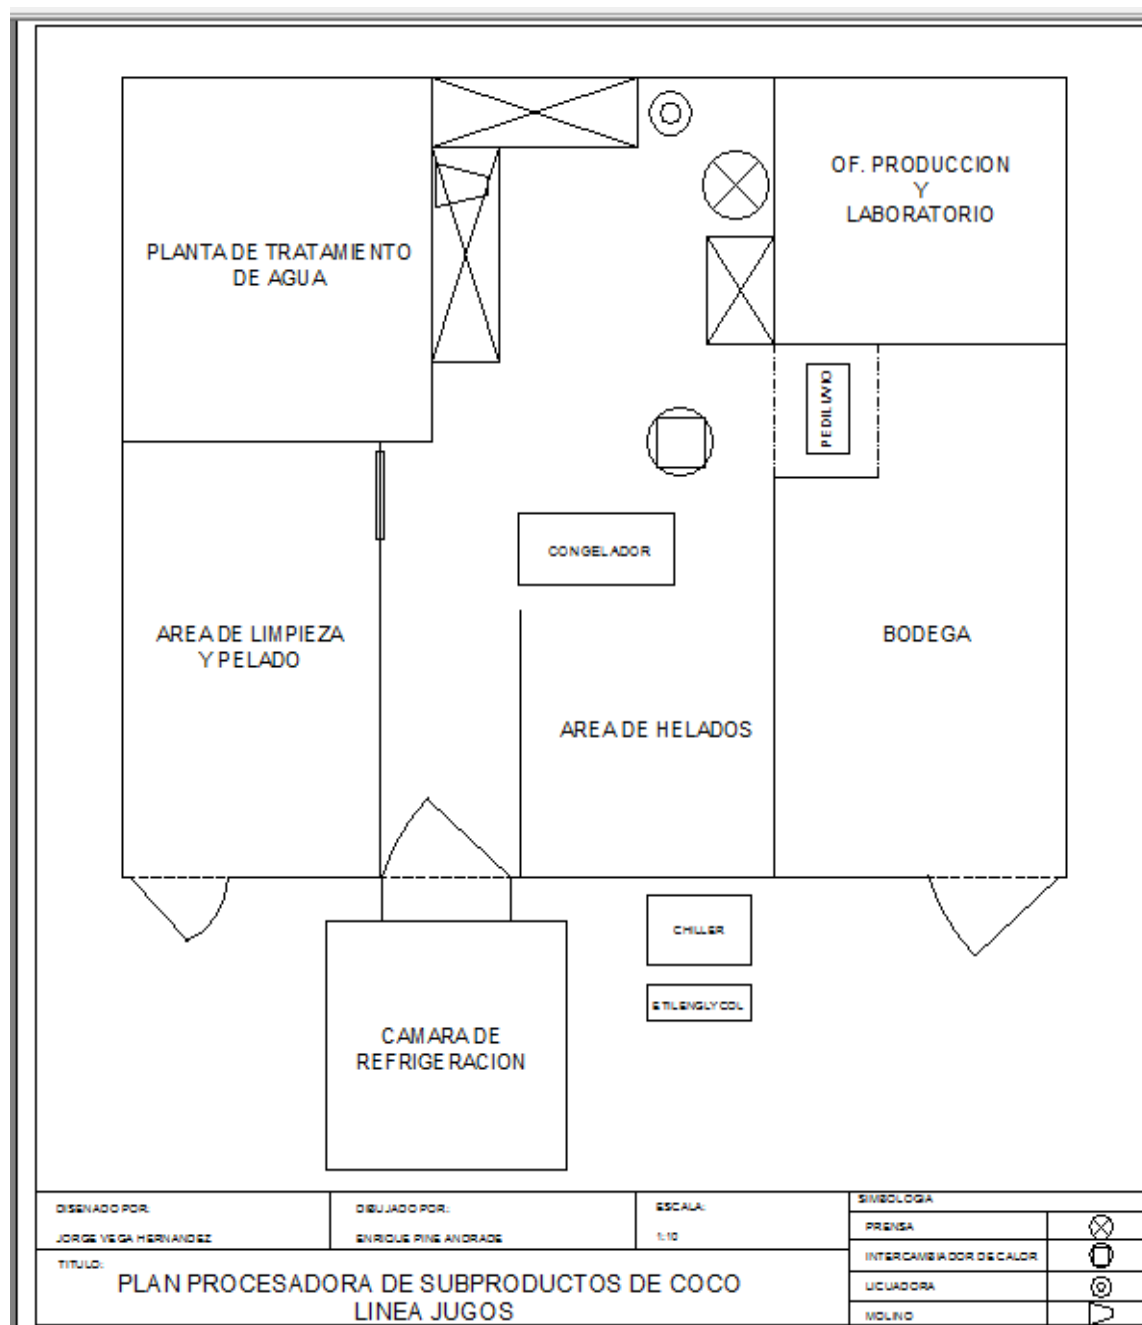 OF. PRODUCCION
Y
LABORATORIO
PLANTA DE TRATAMIENTO
DE AGUA
PEDILUVIO
CONGELADOR
AREA DE LIMPIEZA
Y PELADO
BODEGA
AREA DE HELADOS
CHILLER
ETILENGLYCOL
CAMARA DE
REFRIGERACION
DISENADO POR:
JORGE VEGA HERNANDEZ
DIBUJADO POR:
ENRIQUE PINE ANDRADE
ESCALA:
1:10
TITULO:
PLAN PROCESADORA DE SUBPRODUCTOS DE COCO
LINEA JUGOS
SIMBOLOGIA
PRENSA
INTERCAMBIADOR DE CALOR
LICUADORA
MOLINO